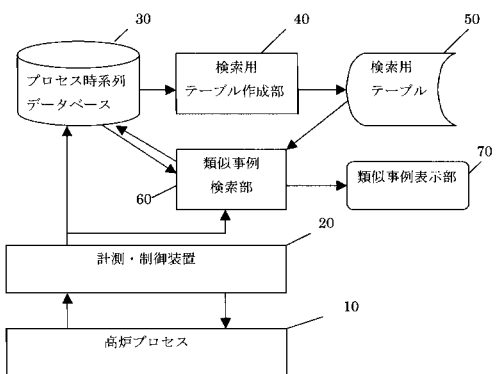 30
40
50
プロセス時系列
データベース
検索用
テーブル作成部
検索用
テーブル
類似事例
検索部
60
類似事例表示部
70
20
計測・制御装置
10
高炉プロセス